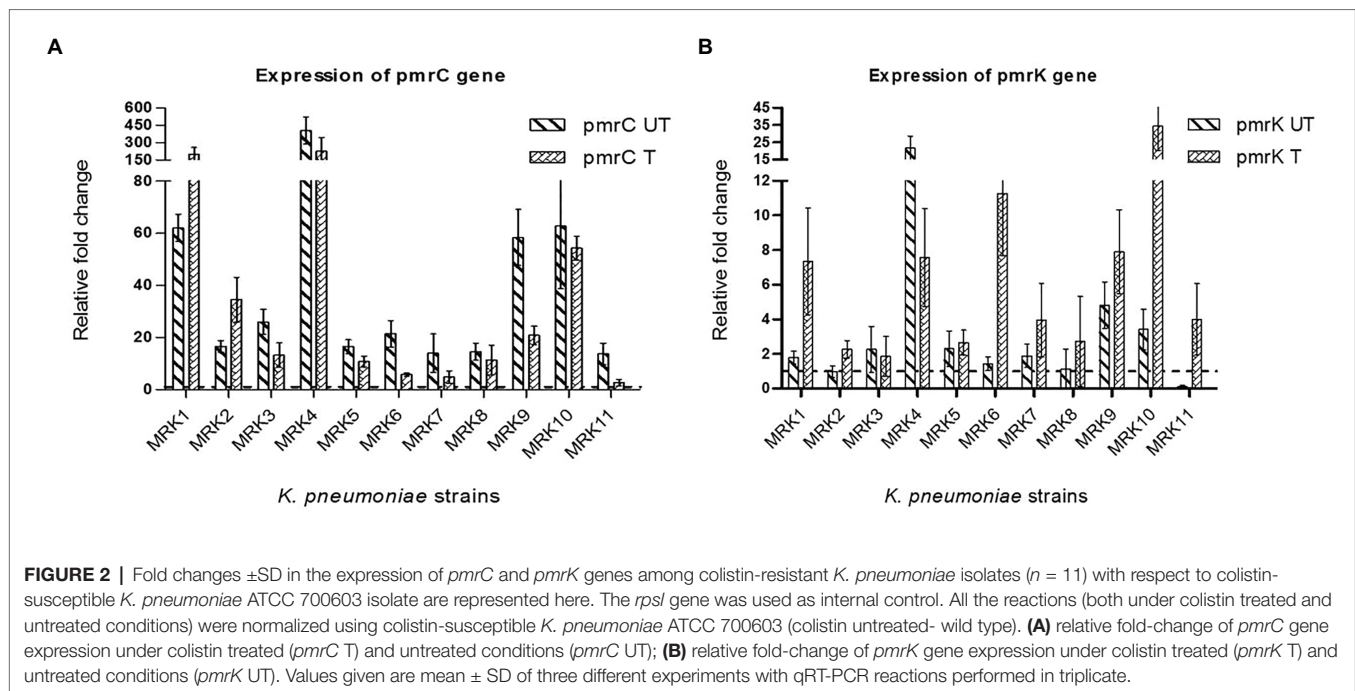 A
Expression of pmrC gene
Relative fold change
600
450
300
150
80
60
40
20
0
pmrC UT
pmrC T
MRK1
MRK2
MRK3
MRK4
MRK5
MRK6
MRK7
MRK8
MRK9
MRK10
MRK11
K. pneumoniae strains
B
Expression of pmrK gene
Relative fold change
45
35
25
15
12
10
8
6
4
2
0
pmrK UT
pmrK T
MRK1
MRK2
MRK3
MRK4
MRK5
MRK6
MRK7
MRK8
MRK9
MRK10
MRK11
K. pneumoniae strains
FIGURE 2 | Fold changes ±SD in the expression of pmrC and pmrK genes among colistin-resistant K. pneumoniae isolates (n = 11) with respect to colistin-
susceptible K. pneumoniae ATCC 700603 isolate are represented here. The rpsl gene was used as internal control. All the reactions (both under colistin treated and
untreated conditions) were normalized using colistin-susceptible K. pneumoniae ATCC 700603 (colistin untreated- wild type). (A) relative fold-change of pmrC gene
expression under colistin treated (pmrC T) and untreated conditions (pmrC UT); (B) relative fold-change of pmrK gene expression under colistin treated (pmrK T) and
untreated conditions (pmrK UT). Values given are mean ± SD of three different experiments with qRT-PCR reactions performed in triplicate.